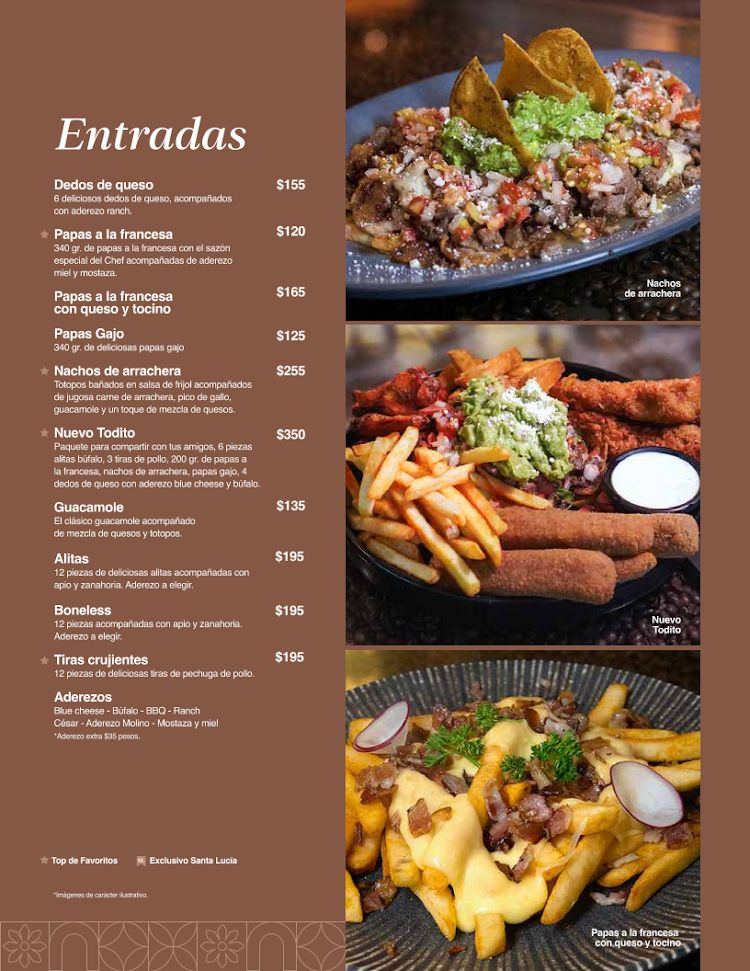 Entradas
Dedos de queso $155
6 deliciosos dedos de queso, acompañados
con aderezo ranch.
Papas a la francesa $120
340 gr. de papas a la francesa con el sazón
especial del Chef acompañadas de aderezo
miel y mostaza.
Papas a la francesa $165
con queso y tocino
Papas Gajo $125
340 gr. de deliciosas papas gajo
Nachos de arrachera $255
Totopos bañados en salsa de frijol acompañados
de jugosa carne de arrachera, pico de gallo,
guacamole y un toque de mezcla de quesos.
Nuevo Todito $350
Paquete para compartir con tus amigos, 6 piezas
alitas búfalo, 3 tiras de pollo, 200 gr. de papas a
la francesa, nachos de arrachera, papas gajo, 4
dedos de queso con aderezo blue cheese y búfalo.
Guacamole $135
El clásico guacamole acompañado
de mezcla de quesos y totopos.
Alitas $195
12 piezas de deliciosas alitas acompañadas con
apio y zanahoria. Aderezo a elegir.
Boneless $195
12 piezas acompañadas con apio y zanahoria.
Aderezo a elegir.
Tiras crujientes $195
12 piezas de deliciosas tiras de pechuga de pollo.
Aderezos
Blue cheese - Búfalo - BBQ - Ranch
César - Aderezo Molino - Mostaza y miel
*Aderezo extra $35 pesos.
Top de Favoritos
Exclusivo Santa Lucía
*Imágenes de carácter ilustrativo.
Nachos
de arrachera
Nuevo
Todito
Papas a la francesa
con queso y tocino